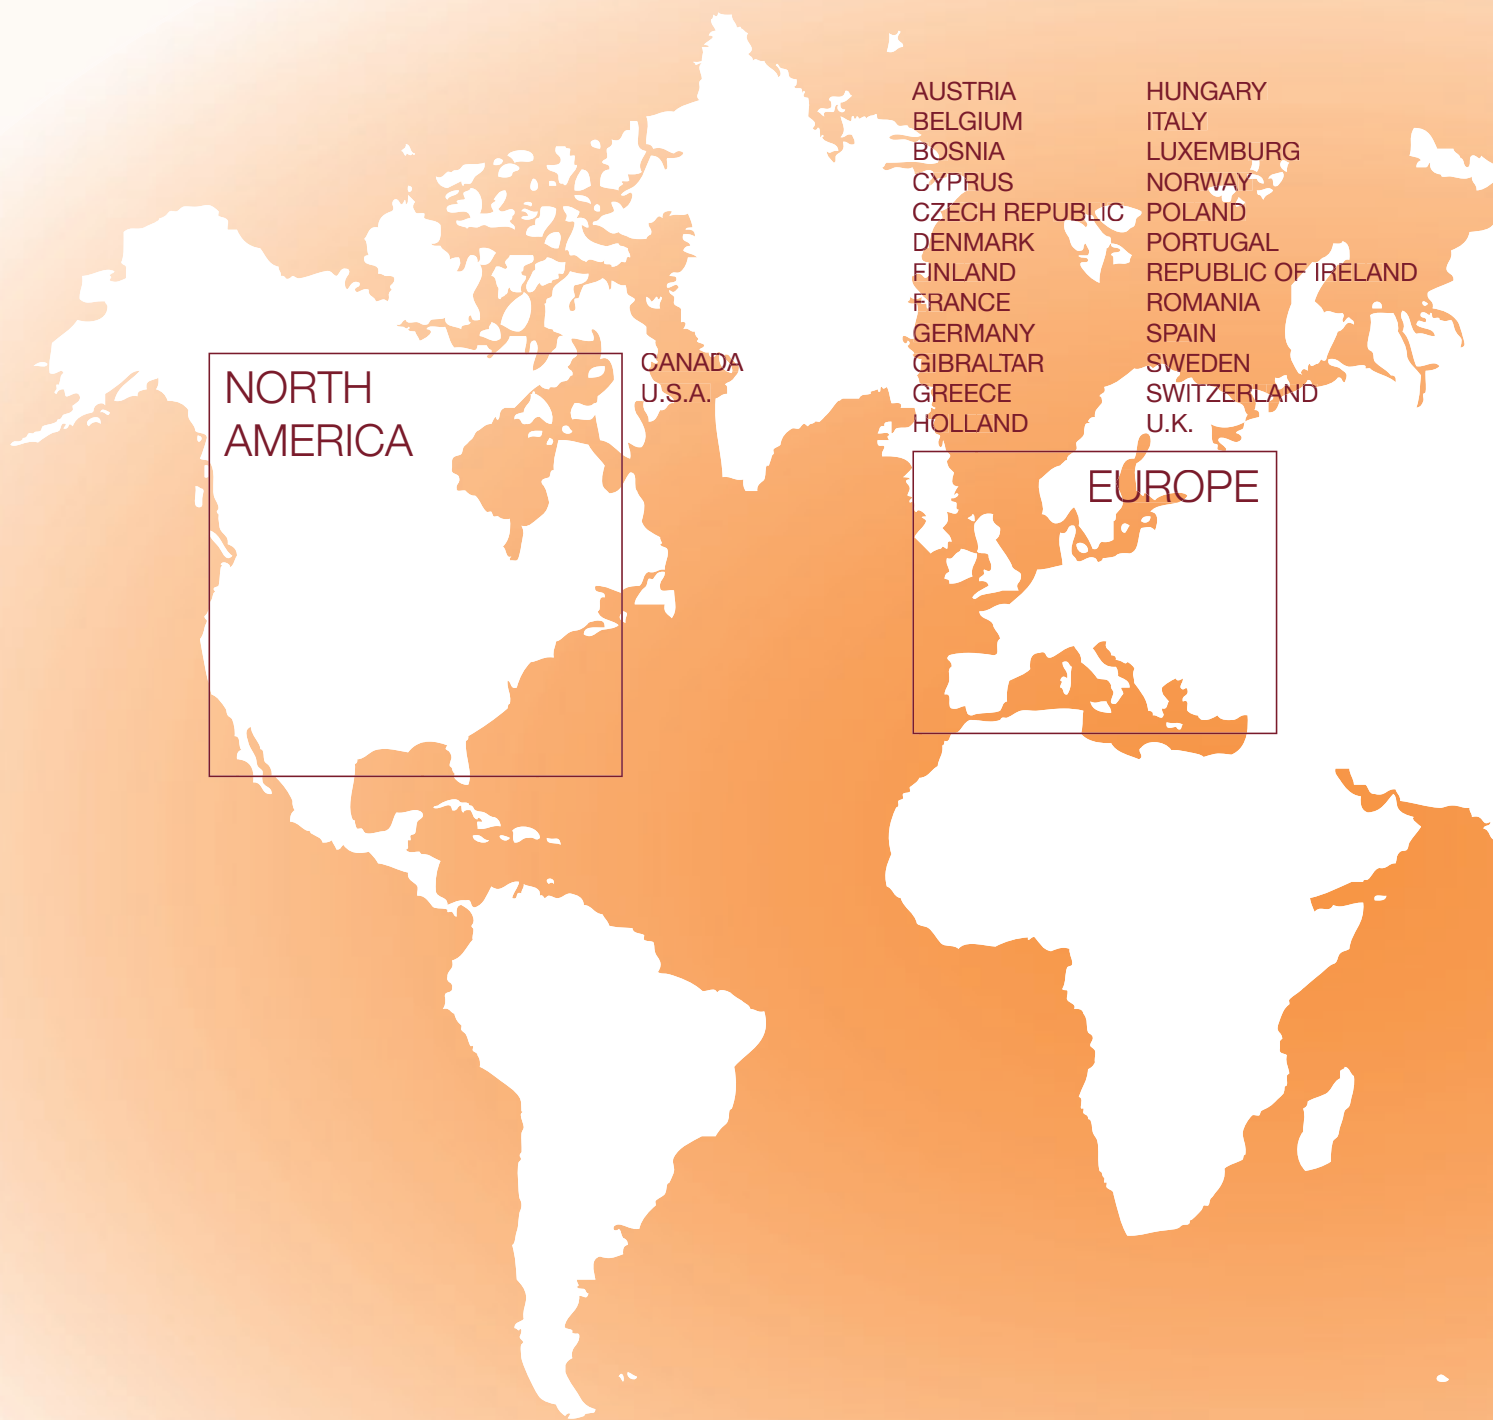 NORTH
AMERICA
CANADA
U.S.A.
AUSTRIA
BELGIUM
BOSNIA
CYPRUS
CZECH REPUBLIC
DENMARK
FINLAND
FRANCE
GERMANY
GIBRALTAR
GREECE
HOLLAND
HUNGARY
ITALY
LUXEMBURG
NORWAY
POLAND
PORTUGAL
REPUBLIC OF IRELAND
ROMANIA
SPAIN
SWEDEN
SWITZERLAND
U.K.
EUROPE